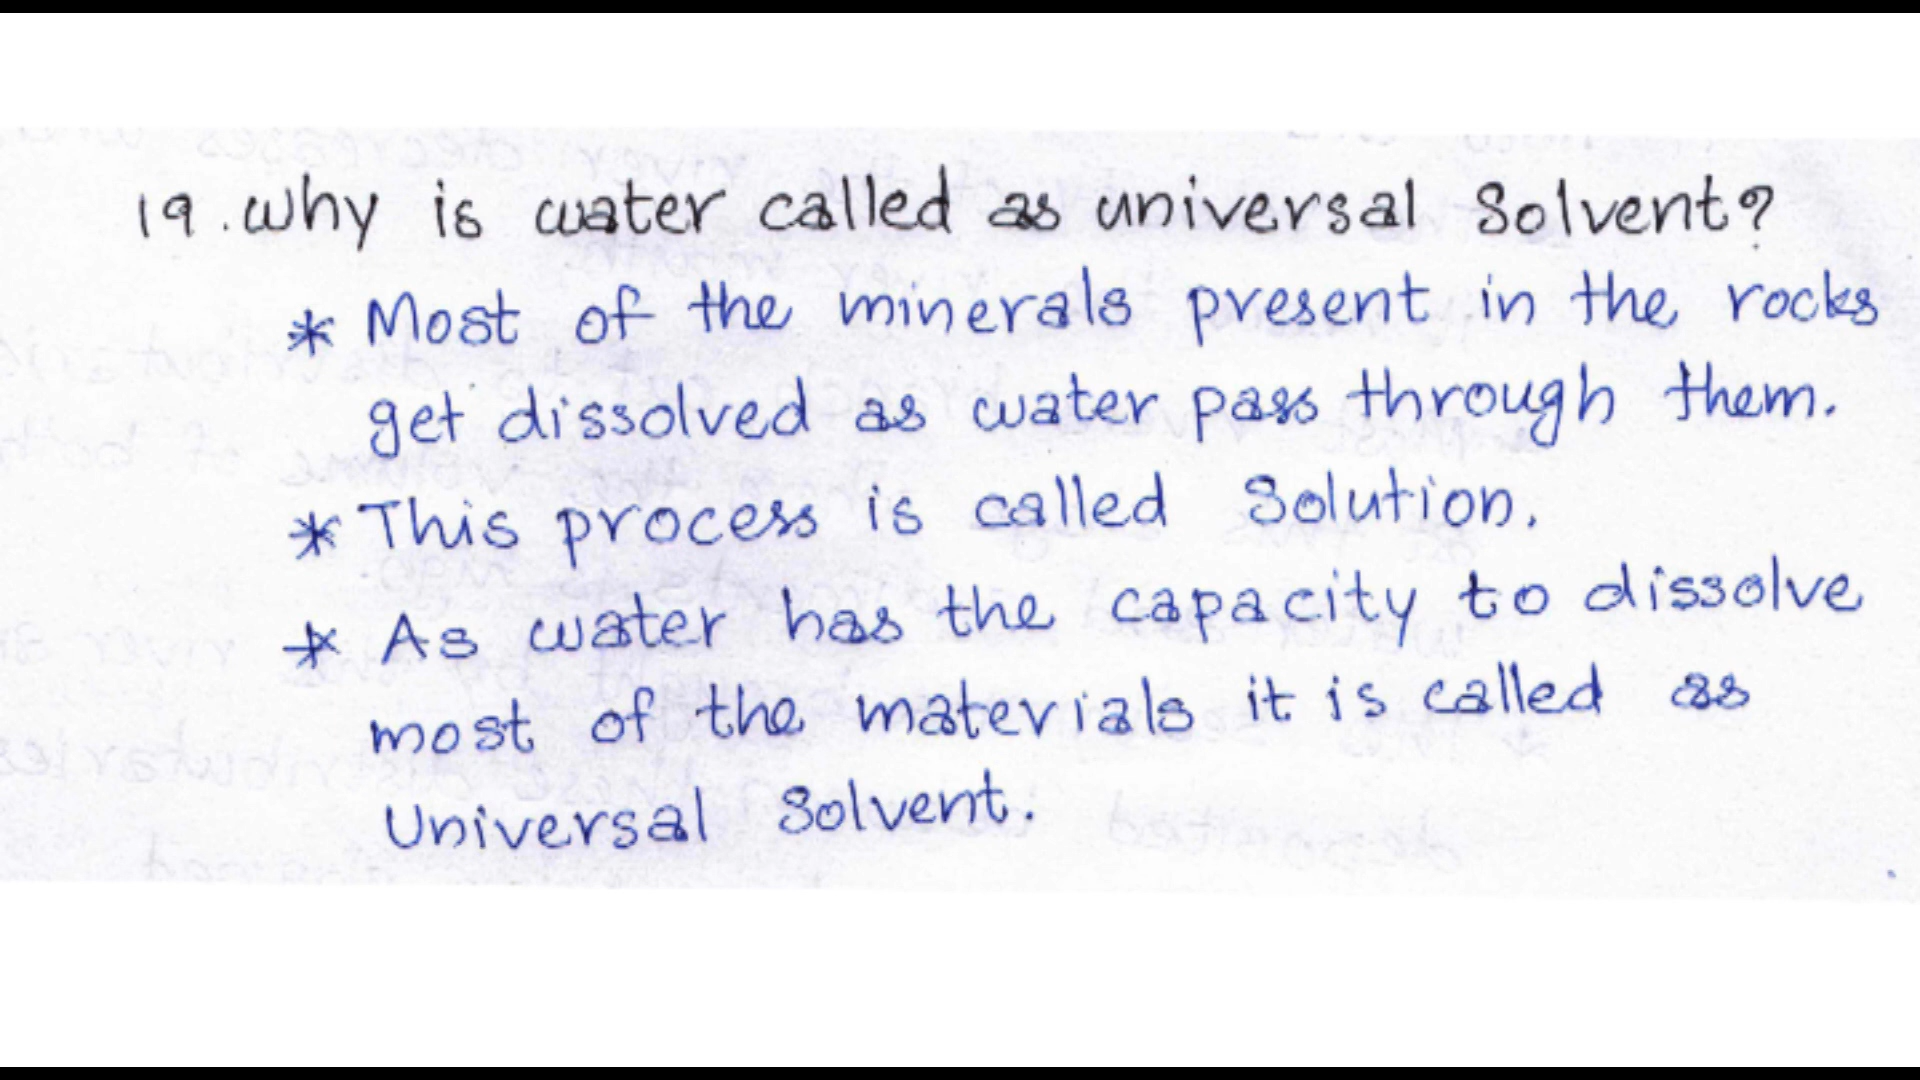 19. Why is water called as universal Solvent?
* Most of the minerals present in the rocks
get dissolved as water pass through them.
* This process is called Solution.
* As water has the capacity to dissolve
most of the materials it is called as
Universal Solvent.